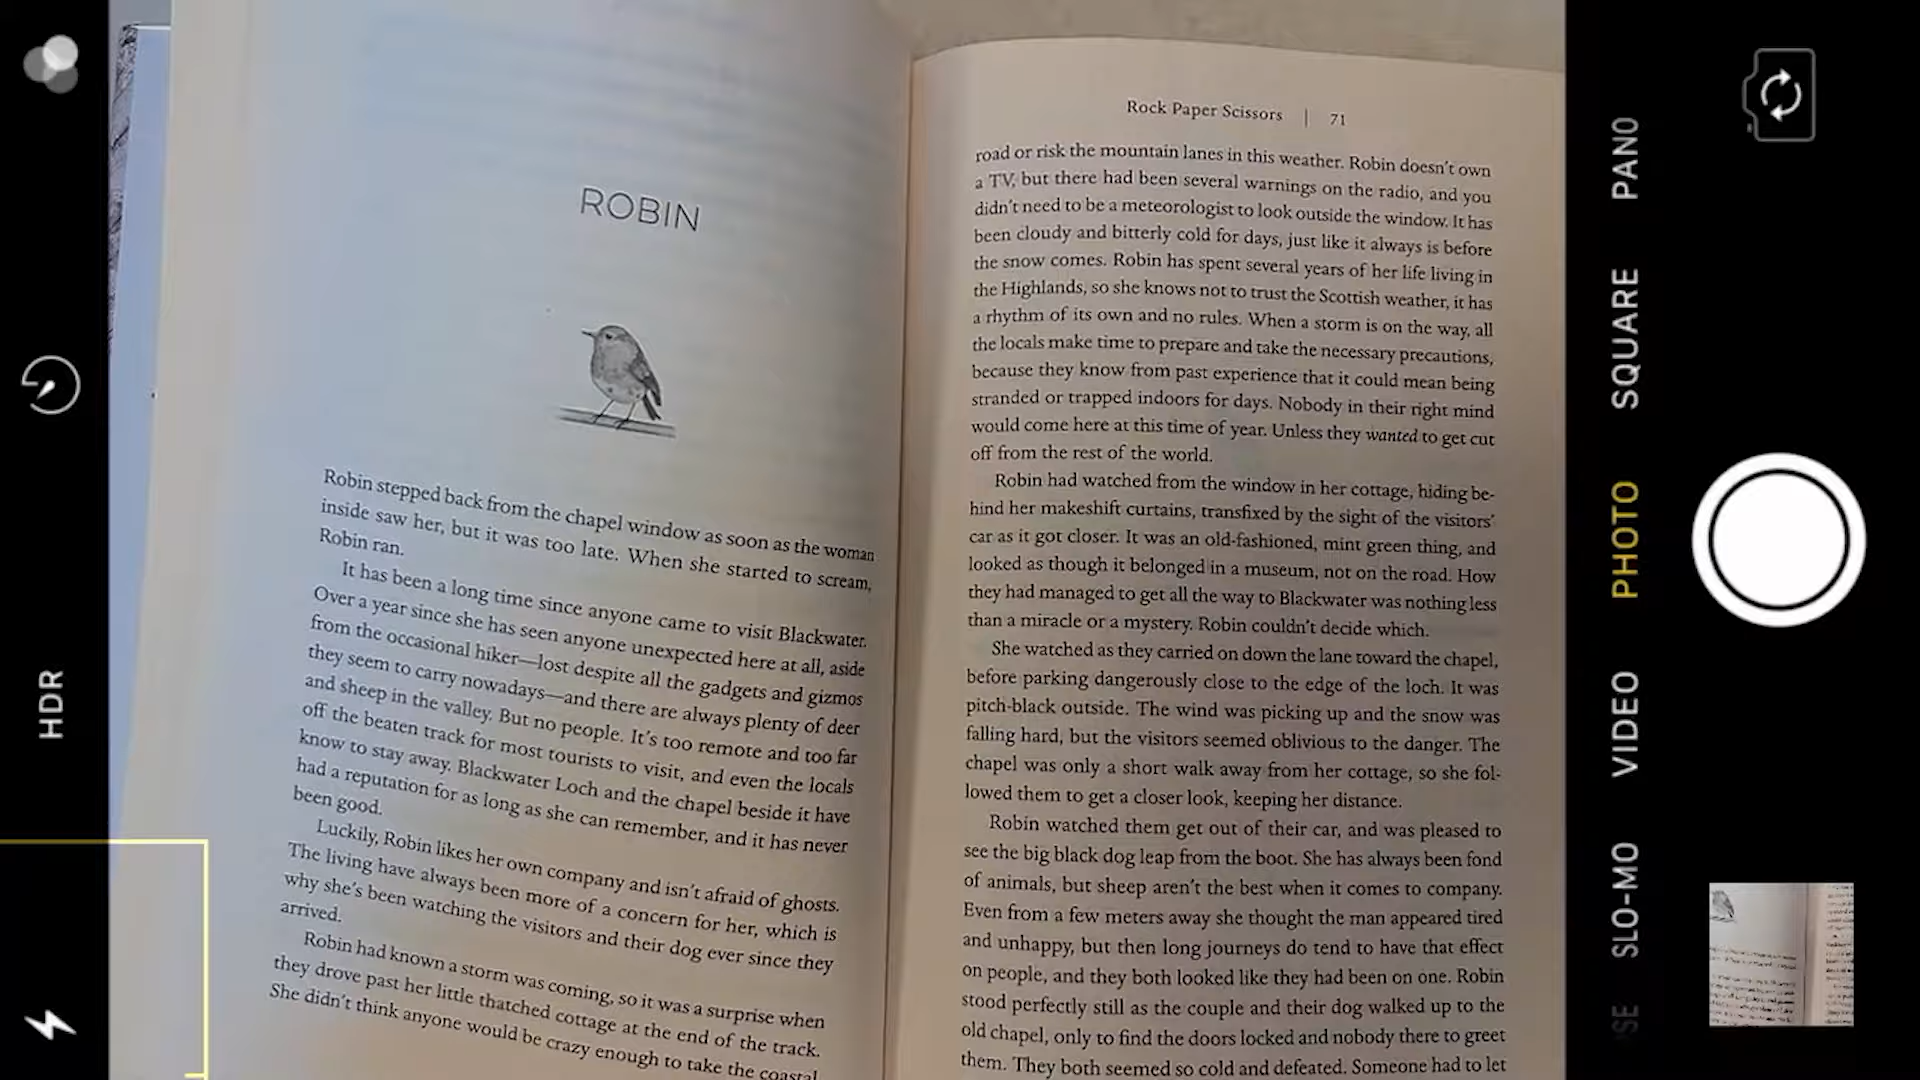 ROBIN
Robin stepped back from the chapel window as soon as the woman
inside saw her, but it was too late. When she started to scream,
Robin ran.
It has been a long time since anyone came to visit Blackwater.
Over a year since she has seen anyone unexpected here at all, aside
from the occasional hiker—lost despite all the gadgets and gizmos
they seem to carry nowadays—and there are always plenty of deer
and sheep in the valley. But no people. It's too remote and too far
off the beaten track for most tourists to visit, and even the locals
know to stay away. Blackwater Loch and the chapel beside it have
had a reputation for as long as she can remember, and it has never
been good.
Luckily, Robin likes her own company and isn't afraid of ghosts.
The living have always been more of a concern for her, which is
why she's been watching the visitors and their dog ever since they
arrived.
Robin had known a storm was coming, so it was a surprise when
they drove past her little thatched cottage at the end of the track.
She didn't think anyone would be crazy enough to take the coastal
Rock Paper Scissors | 71
road or risk the mountain lanes in this weather. Robin doesn't own
a TV, but there had been several warnings on the radio, and you
didn't need to be a meteorologist to look outside the window. It has
been cloudy and bitterly cold for days, just like it always is before
the snow comes. Robin has spent several years of her life living in
the Highlands, so she knows not to trust the Scottish weather, it has
a rhythm of its own and no rules. When a storm is on the way, all
the locals make time to prepare and take the necessary precautions,
because they know from past experience that it could mean being
stranded or trapped indoors for days. Nobody in their right mind
would come here at this time of year. Unless they wanted to get cut
off from the rest of the world.
Robin had watched from the window in her cottage, hiding be-
hind her makeshift curtains, transfixed by the sight of the visitors'
car as it got closer. It was an old-fashioned, mint green thing, and
looked as though it belonged in a museum, not on the road. How
they had managed to get all the way to Blackwater was nothing less
than a miracle or a mystery. Robin couldn't decide which.
She watched as they carried on down the lane toward the chapel,
before parking dangerously close to the edge of the loch. It was
pitch-black outside. The wind was picking up and the snow was
falling hard, but the visitors seemed oblivious to the danger. The
chapel was only a short walk away from her cottage, so she fol-
lowed them to get a closer look, keeping her distance.
Robin watched them get out of their car, and was pleased to
see the big black dog leap from the boot. She has always been fond
of animals, but sheep aren't the best when it comes to company.
Even from a few meters away she thought the man appeared tired
and unhappy, but then long journeys do tend to have that effect
on people, and they both looked like they had been on one. Robin
stood perfectly still as the couple and their dog walked up to the
old chapel, only to find the doors locked and nobody there to greet
them. They both seemed so cold and defeated. Someone had to let
HDR
PANO
SQUARE
PHOTO
VIDEO
SLO-MO
SE